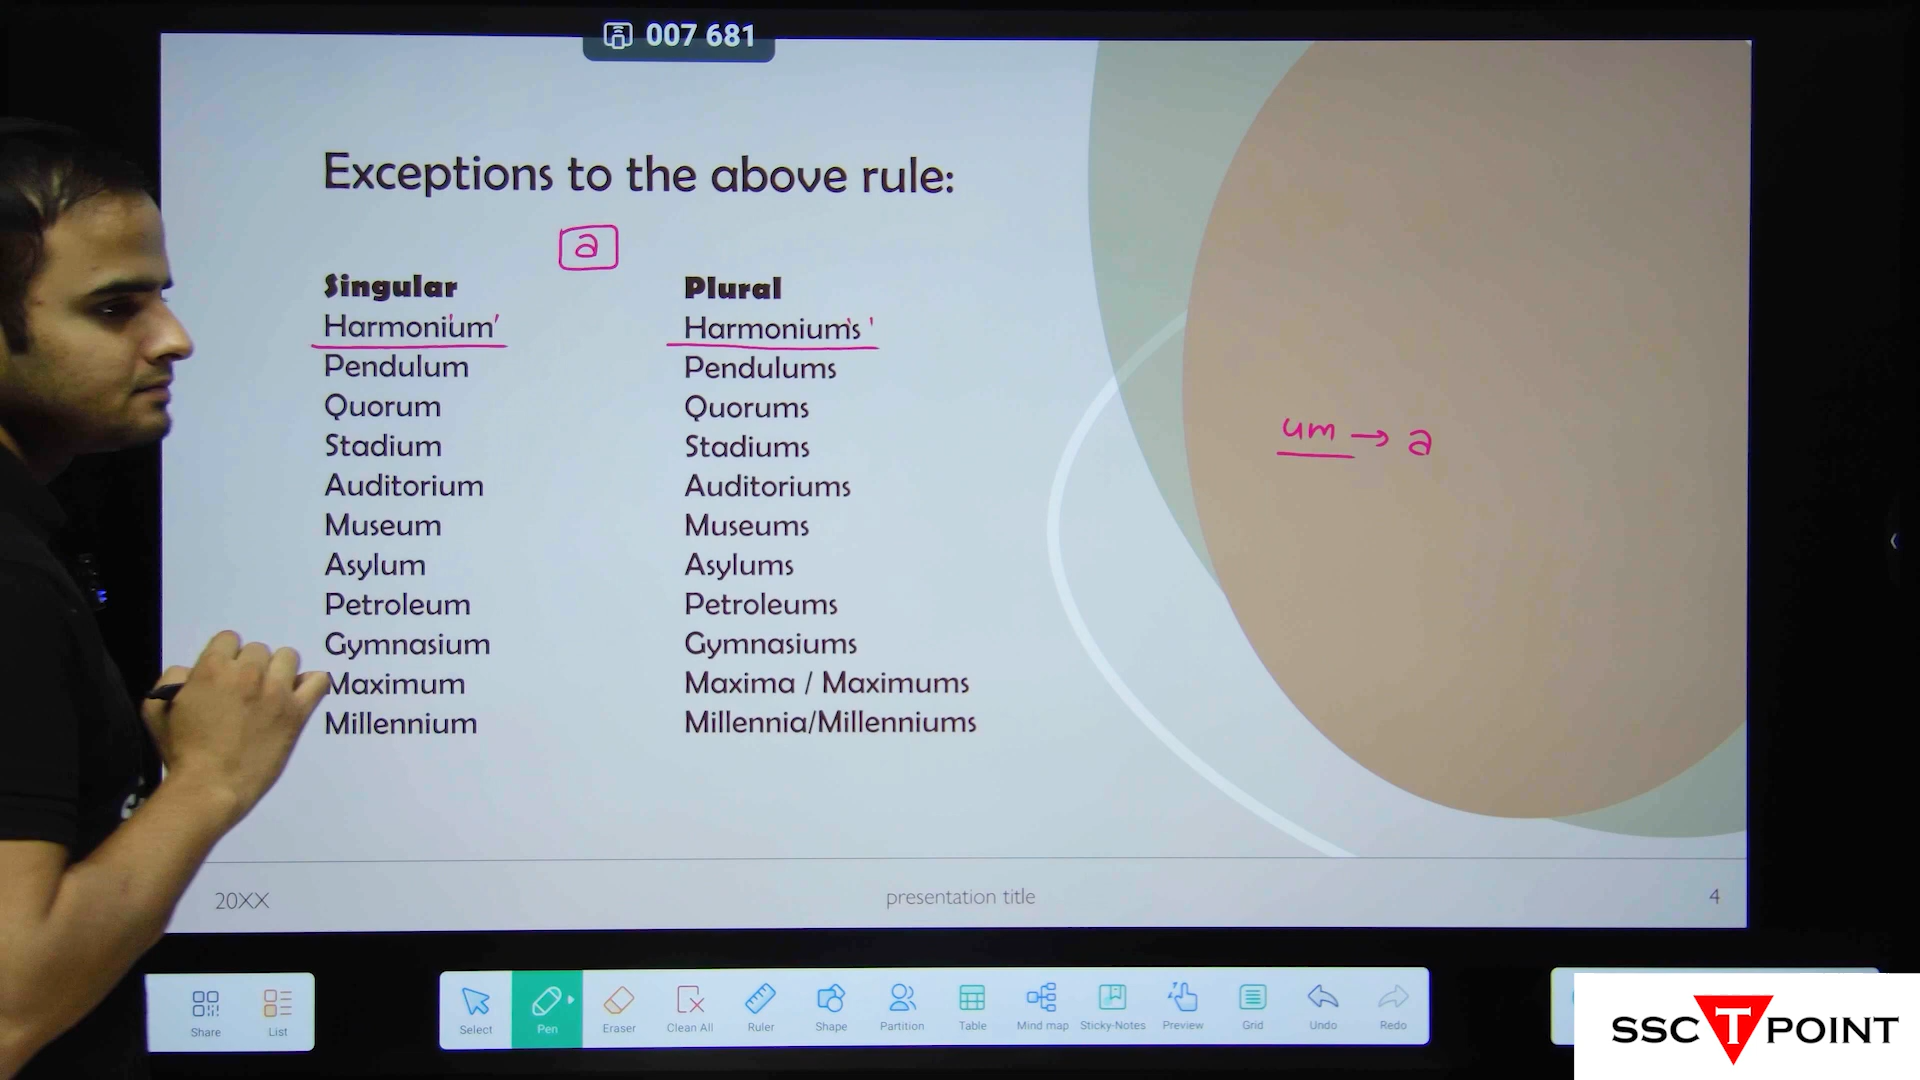 007 681
Exceptions to the above rule:
a
Singular Plural
Harmonium Harmoniums
Pendulum Pendulums
Quorum Quorums
Stadium Stadiums
Auditorium Auditoriums
Museum Museums
Asylum Asylums
Petroleum Petroleums
Gymnasium Gymnasiums
Maximum Maxima / Maximums
Millennium Millennia/Millenniums
um → a
20XX presentation title 4
Share List Select Pen Eraser Clean All Ruler Shape Partition Table Mind map Sticky-Notes Preview Grid Undo Redo
SSC T POINT